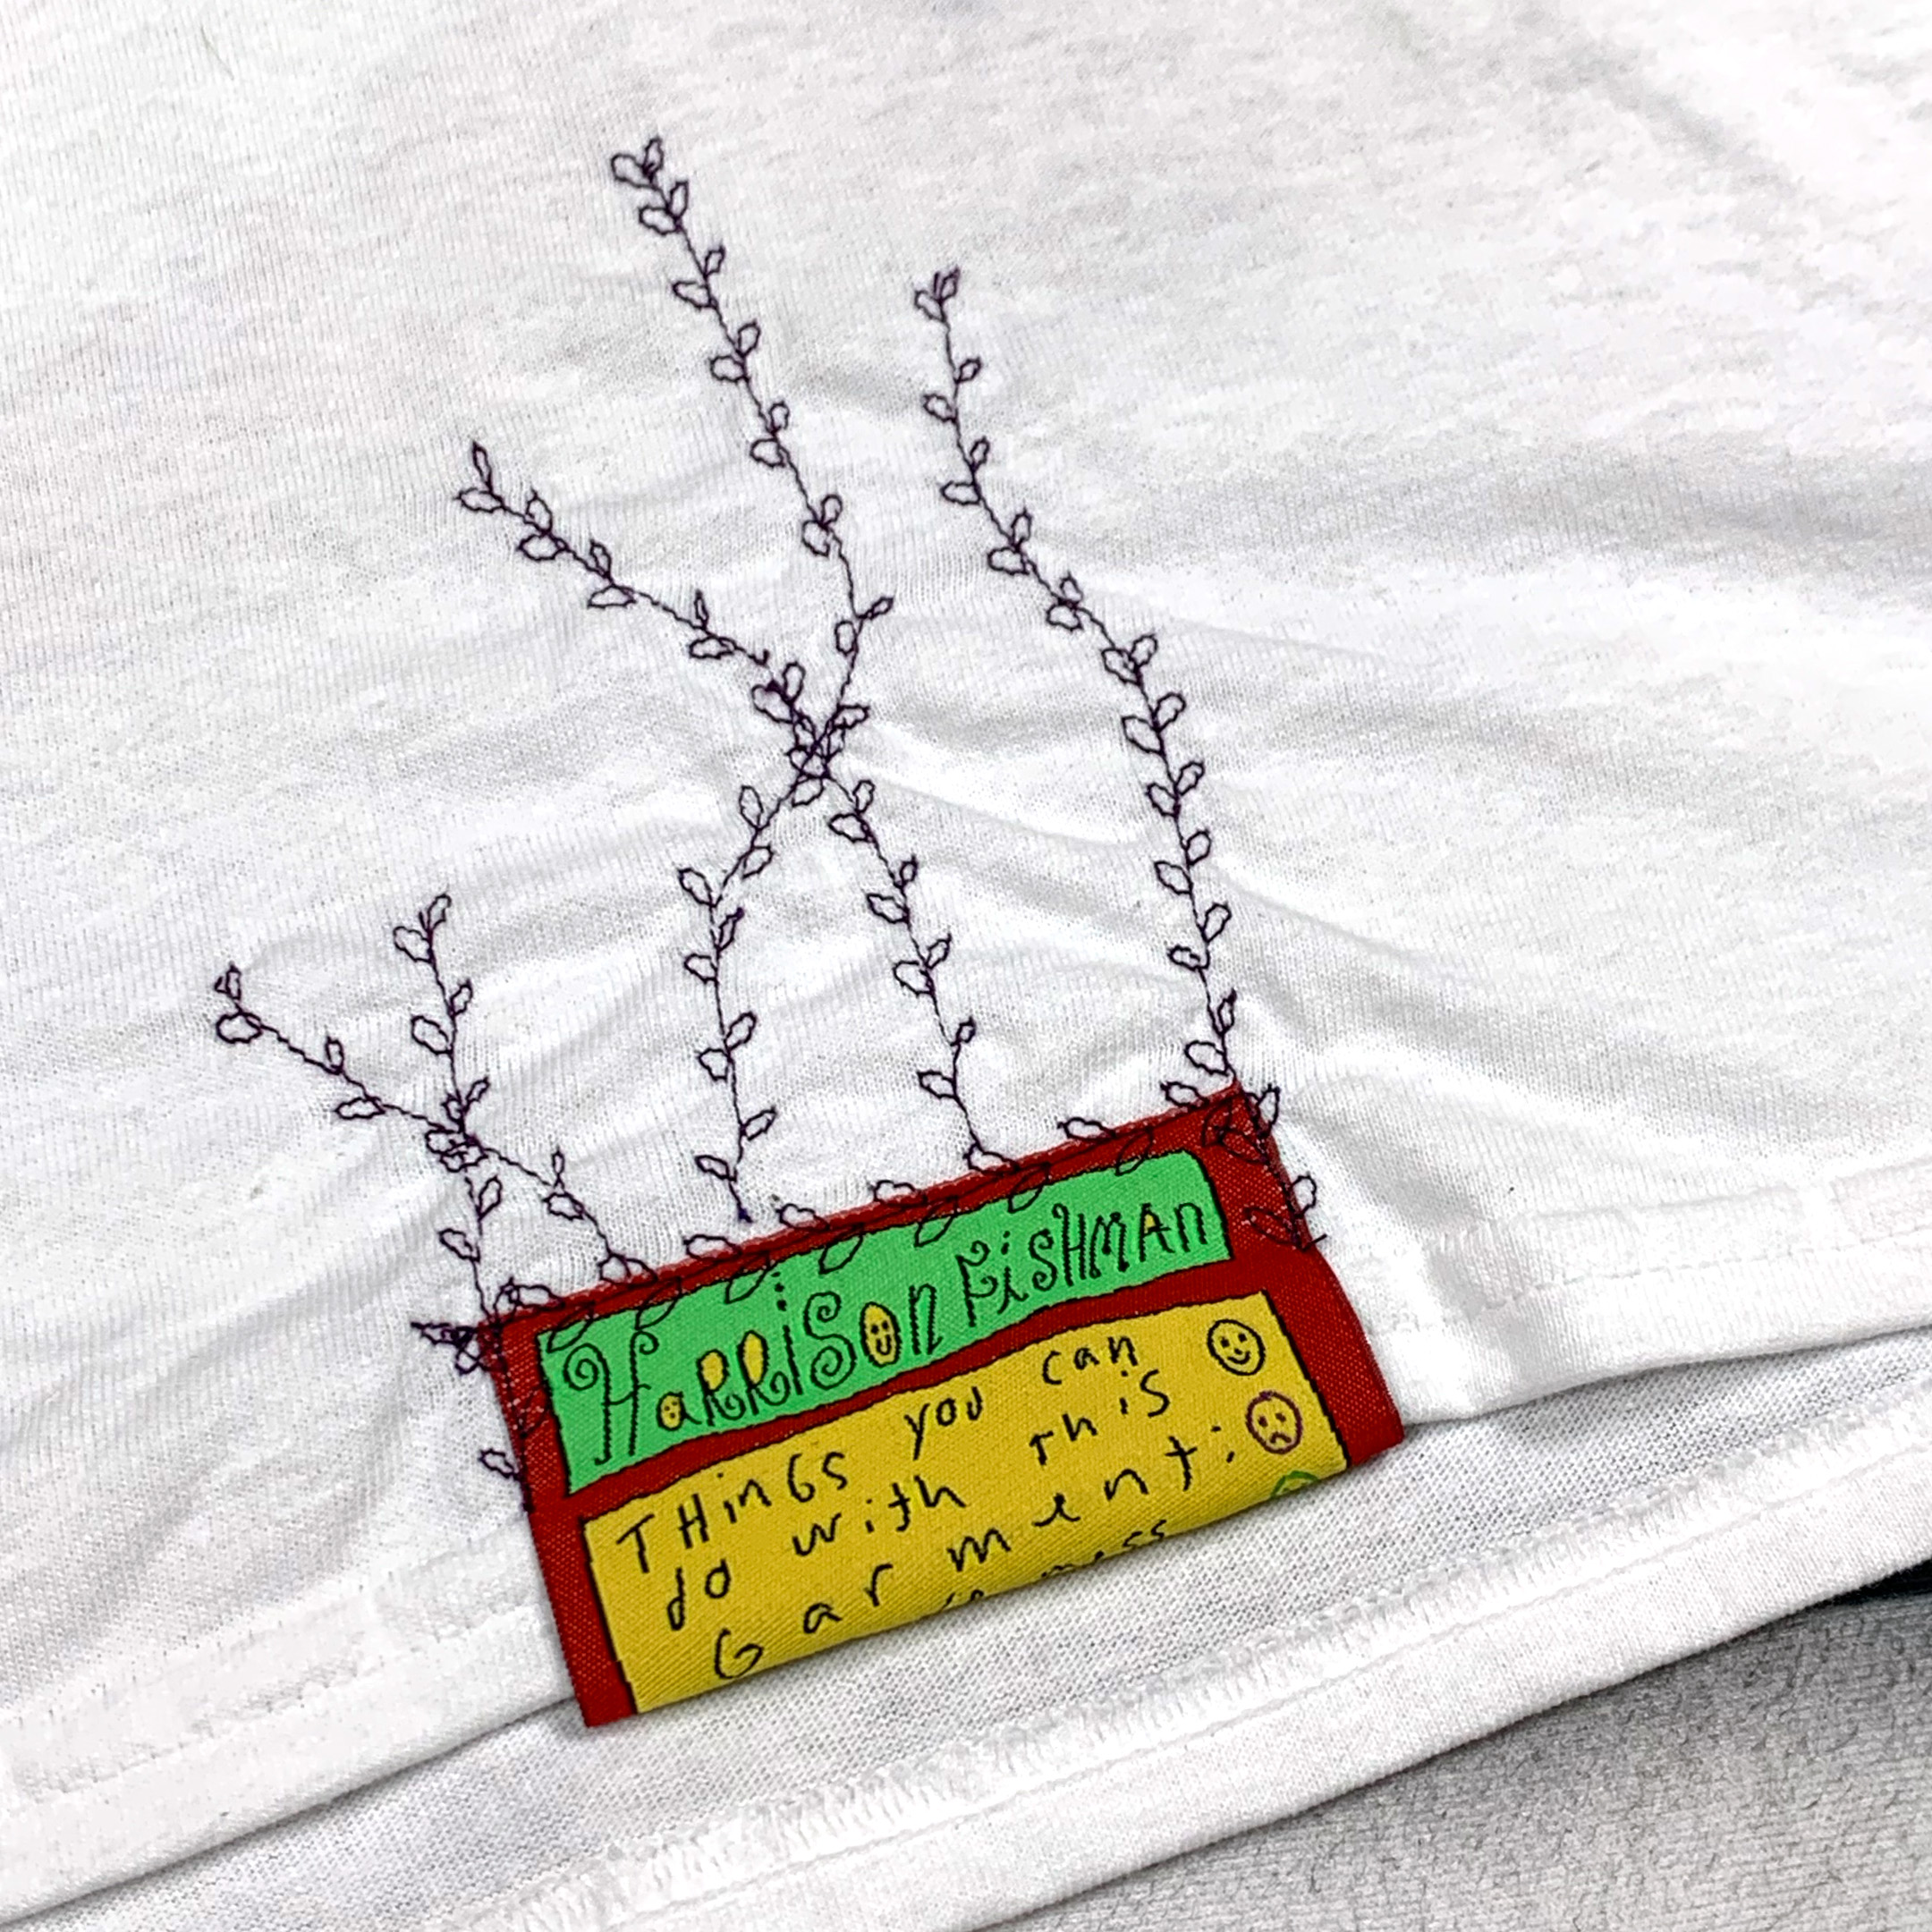 HaRRiSon FiSHMAn
THinGS you can
do with this
Garment: